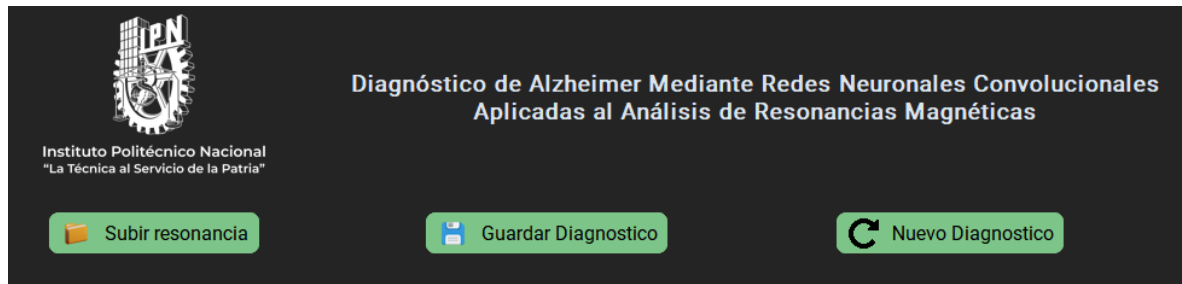 IPN
Instituto Politécnico Nacional
"La Técnica al Servicio de la Patria"
Diagnóstico de Alzheimer Mediante Redes Neuronales Convolucionales
Aplicadas al Análisis de Resonancias Magnéticas
Subir resonancia
Guardar Diagnostico
Nuevo Diagnostico